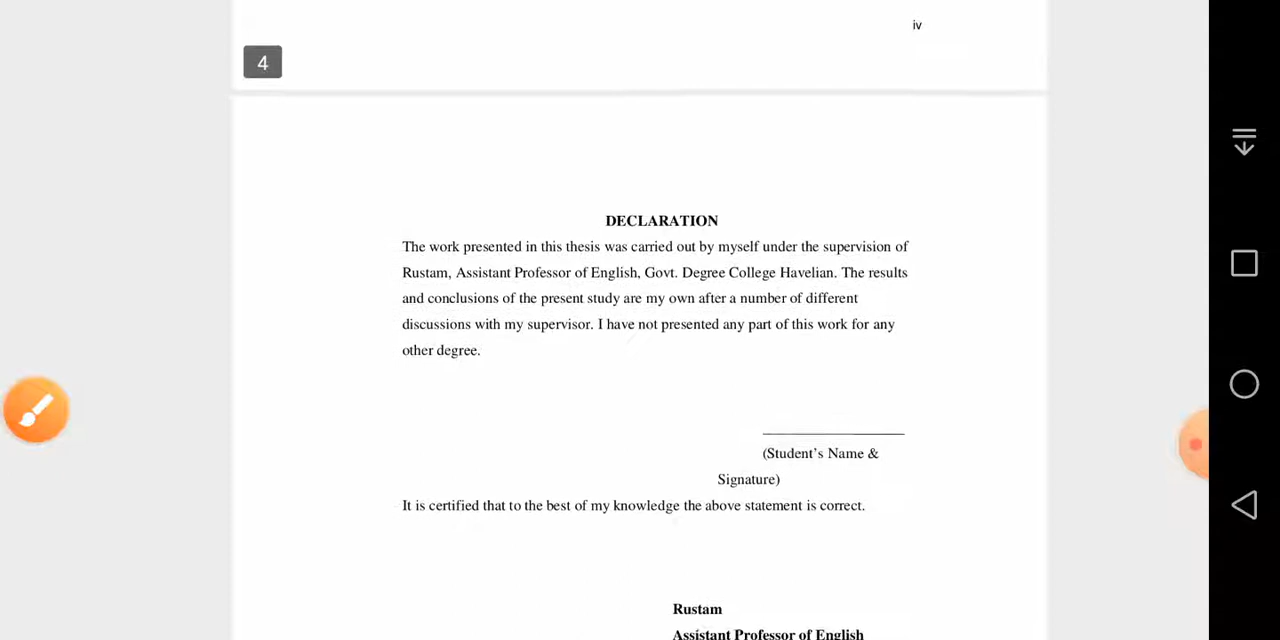 iv
4
DECLARATION
The work presented in this thesis was carried out by myself under the supervision of
Rustam, Assistant Professor of English, Govt. Degree College Havelian. The results
and conclusions of the present study are my own after a number of different
discussions with my supervisor. I have not presented any part of this work for any
other degree.
(Student’s Name &
Signature)
It is certified that to the best of my knowledge the above statement is correct.
Rustam
Assistant Professor of English